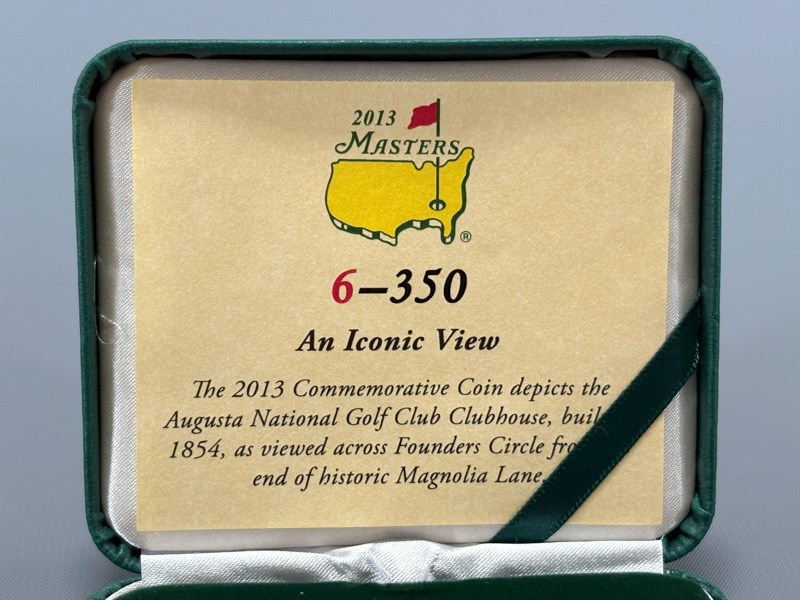 2013
MASTERS
®
6–350
An Iconic View
The 2013 Commemorative Coin depicts the
Augusta National Golf Club Clubhouse,
1854, as viewed across Founders Circle
end of historic Magnolia Lane.